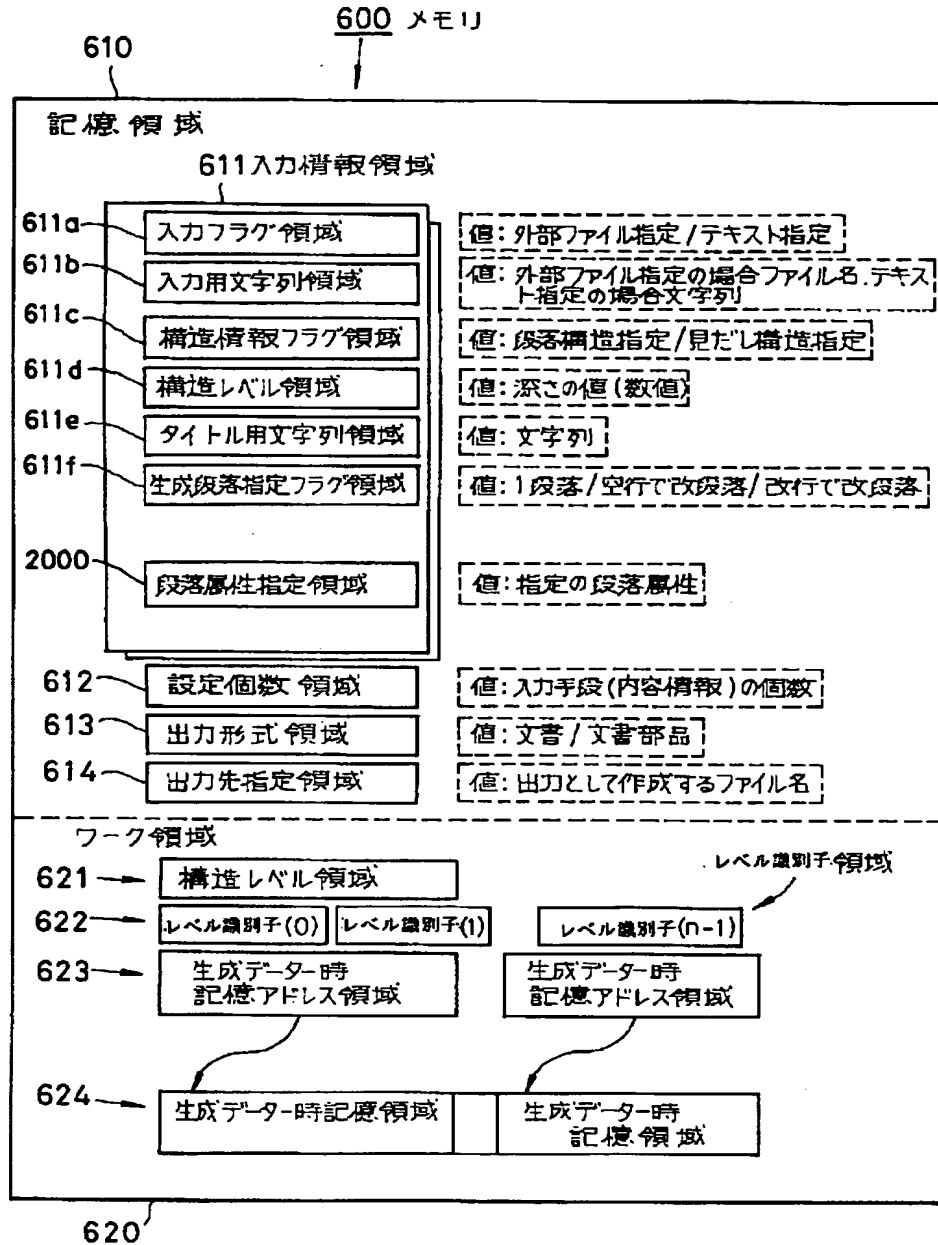 600 メモリ
610
記憶領域
611入力情報領域
611a
入力フラグ領域
値:外部ファイル指定/テキスト指定
611b
入力用文字列領域
値:外部ファイル指定の場合ファイル名.テキス
ト指定の場合文字列
611c
構造情報フラグ領域
値:段落構造指定/見だし構造指定
611d
構造レベル領域
値:深さの値(数値)
611e
タイトル用文字列領域
値:文字列
611f
生成段落指定フラグ領域
値:1段落/空行で改段落/改行で改段落
2000
段落属性指定領域
値:指定の段落属性
612
設定個数領域
値:入力手段(内容情報)の個数
613
出力形式領域
値:文書/文書部品
614
出力先指定領域
値:出力として作成するファイル名
ワーク領域
621
構造レベル領域
レベル識別子領域
622
レベル識別子(0)
レベル識別子(1)
レベル識別子(n-1)
623
生成データー時
記憶アドレス領域
生成データー時
記憶アドレス領域
624
生成データー時記憶領域
生成データー時
記憶領域
620